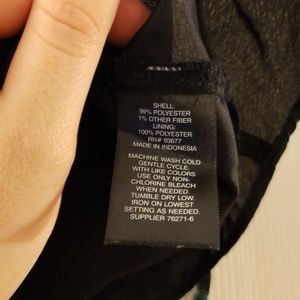 SHELL:
99% POLYESTER
1% OTHER FIBER
LINING:
100% POLYESTER
RN# 93677
MADE IN INDONESIA
MACHINE WASH COLD
GENTLE CYCLE.
WITH LIKE COLORS
USE ONLY NON-
CHLORINE BLEACH
WHEN NEEDED.
TUMBLE DRY LOW.
IRON ON LOWEST
SETTING AS NEEDED.
SUPPLIER 76271-6